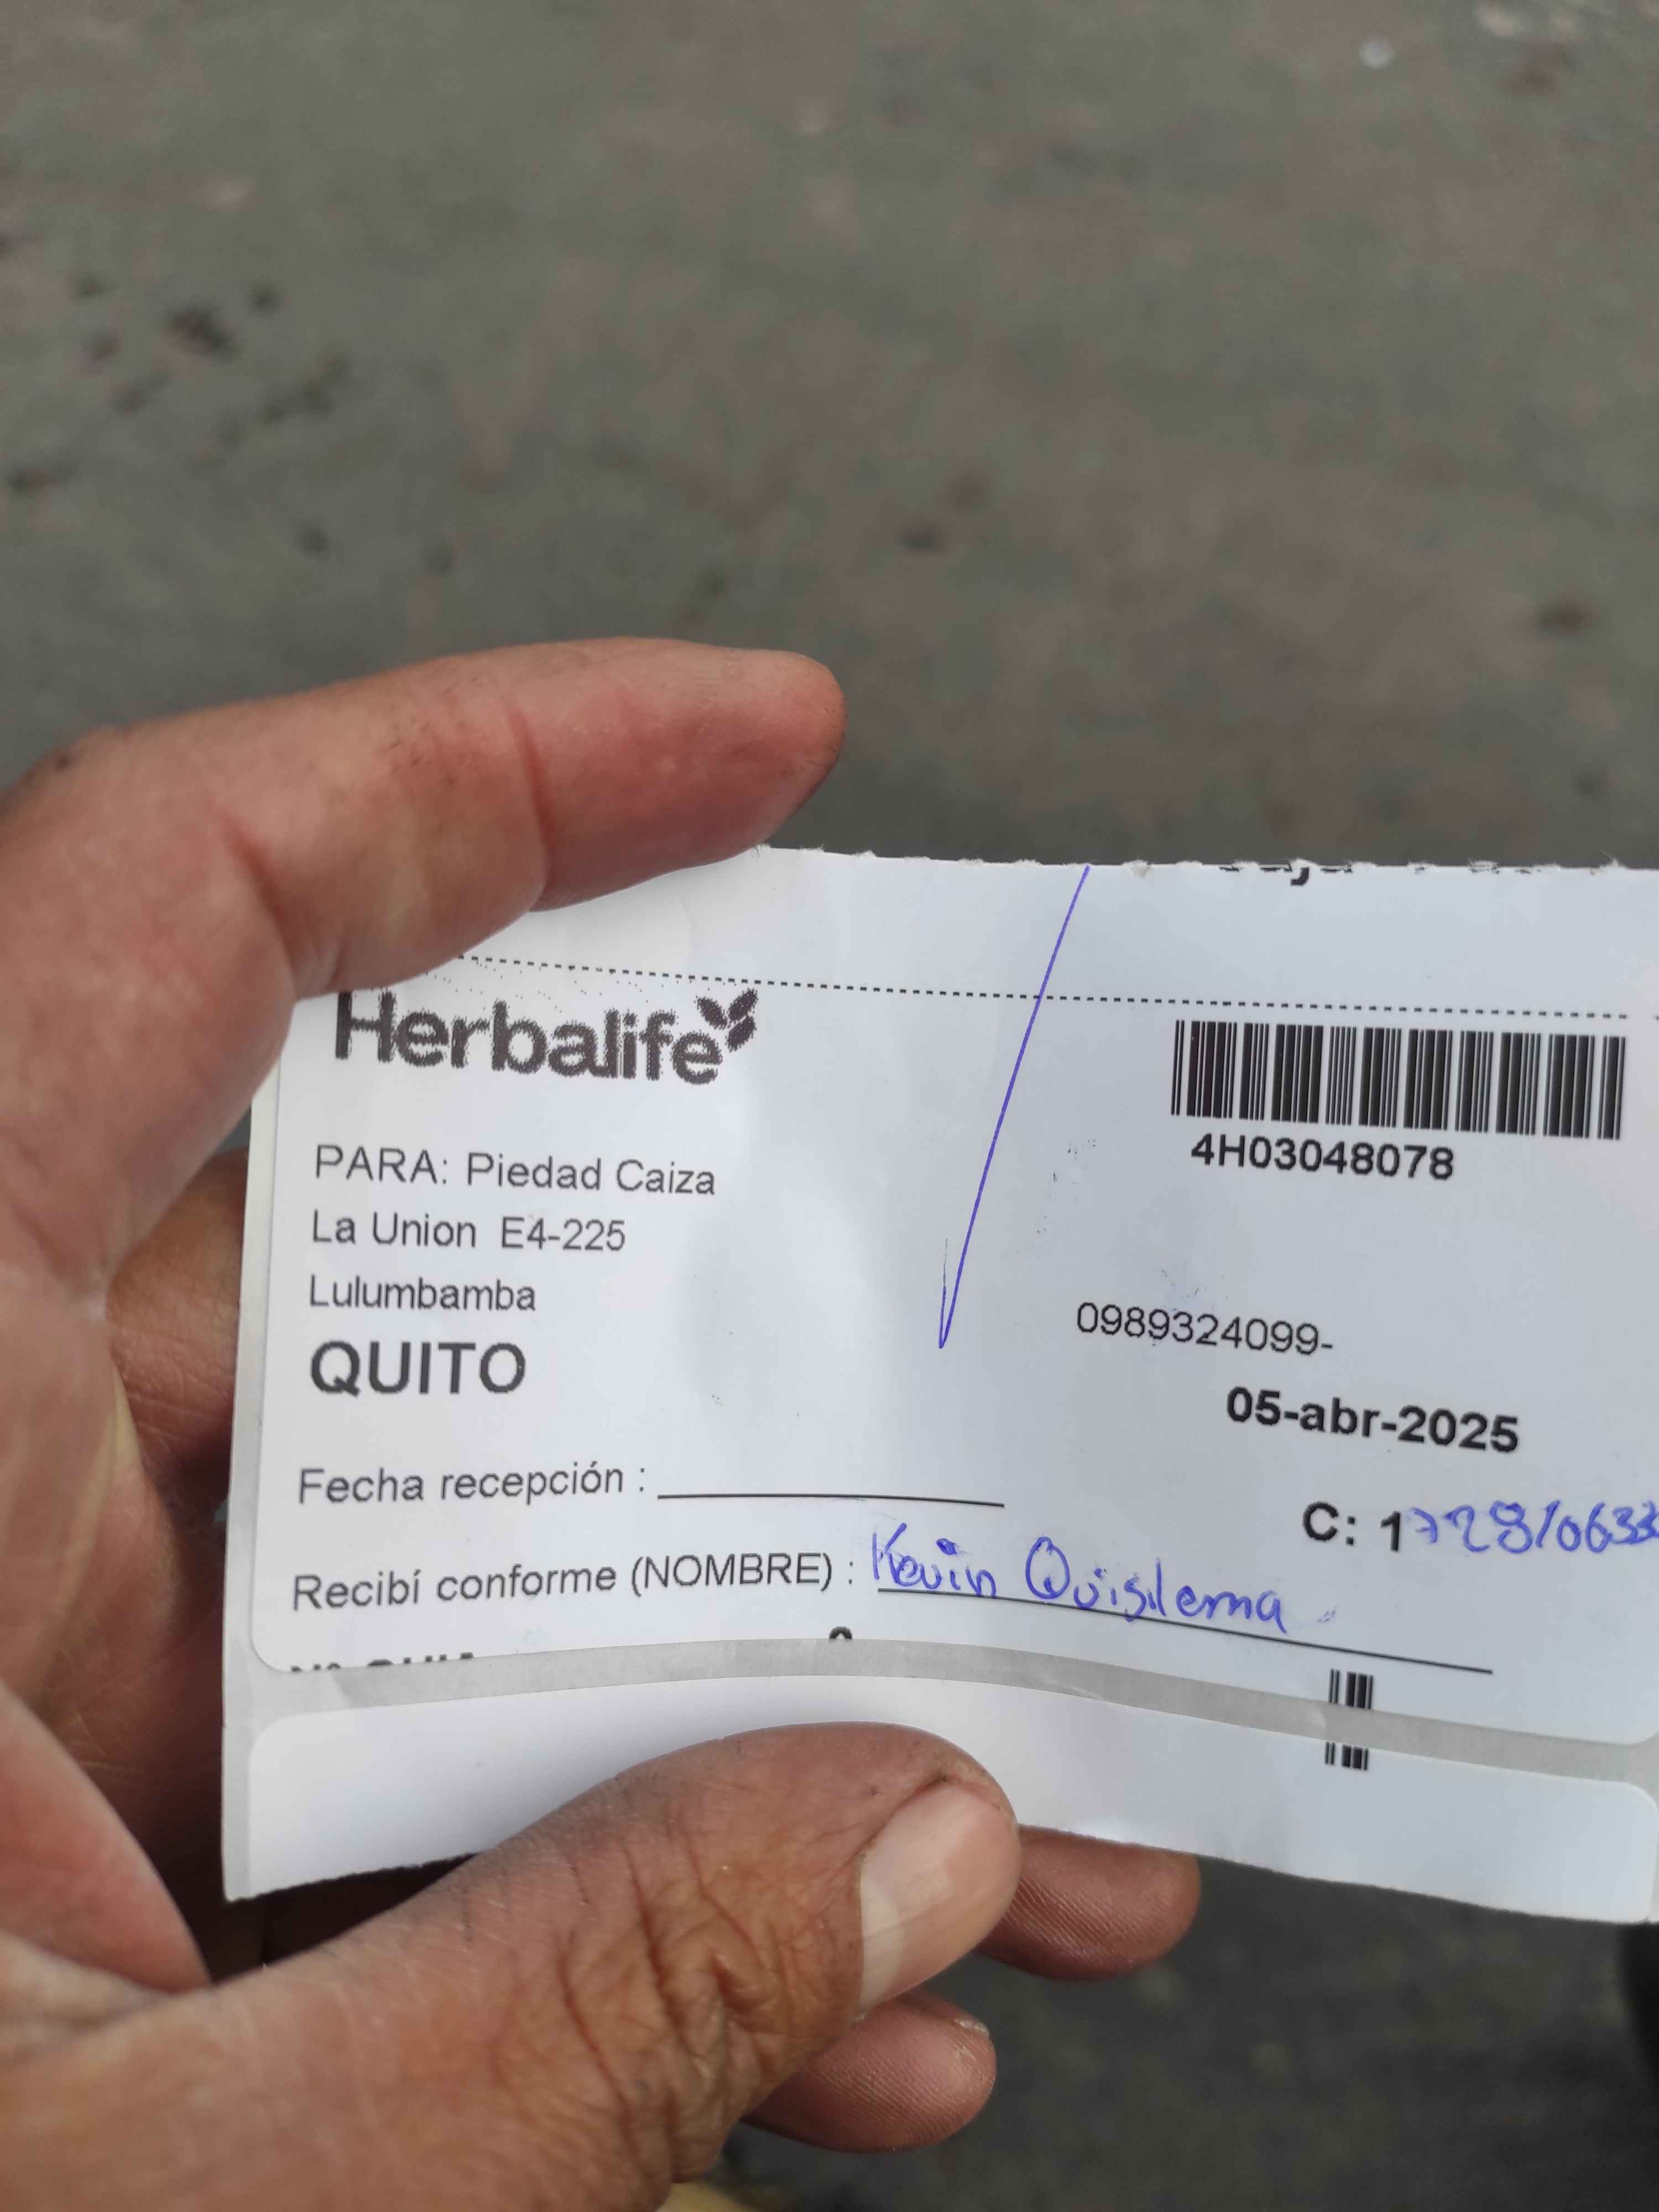 Herbalife
4H03048078
PARA: Piedad Caiza
La Union E4-225
Lulumbamba
0989324099-
QUITO
05-abr-2025
Fecha recepción :
C: 172810633
Recibí conforme (NOMBRE) : Kevin Quisilema